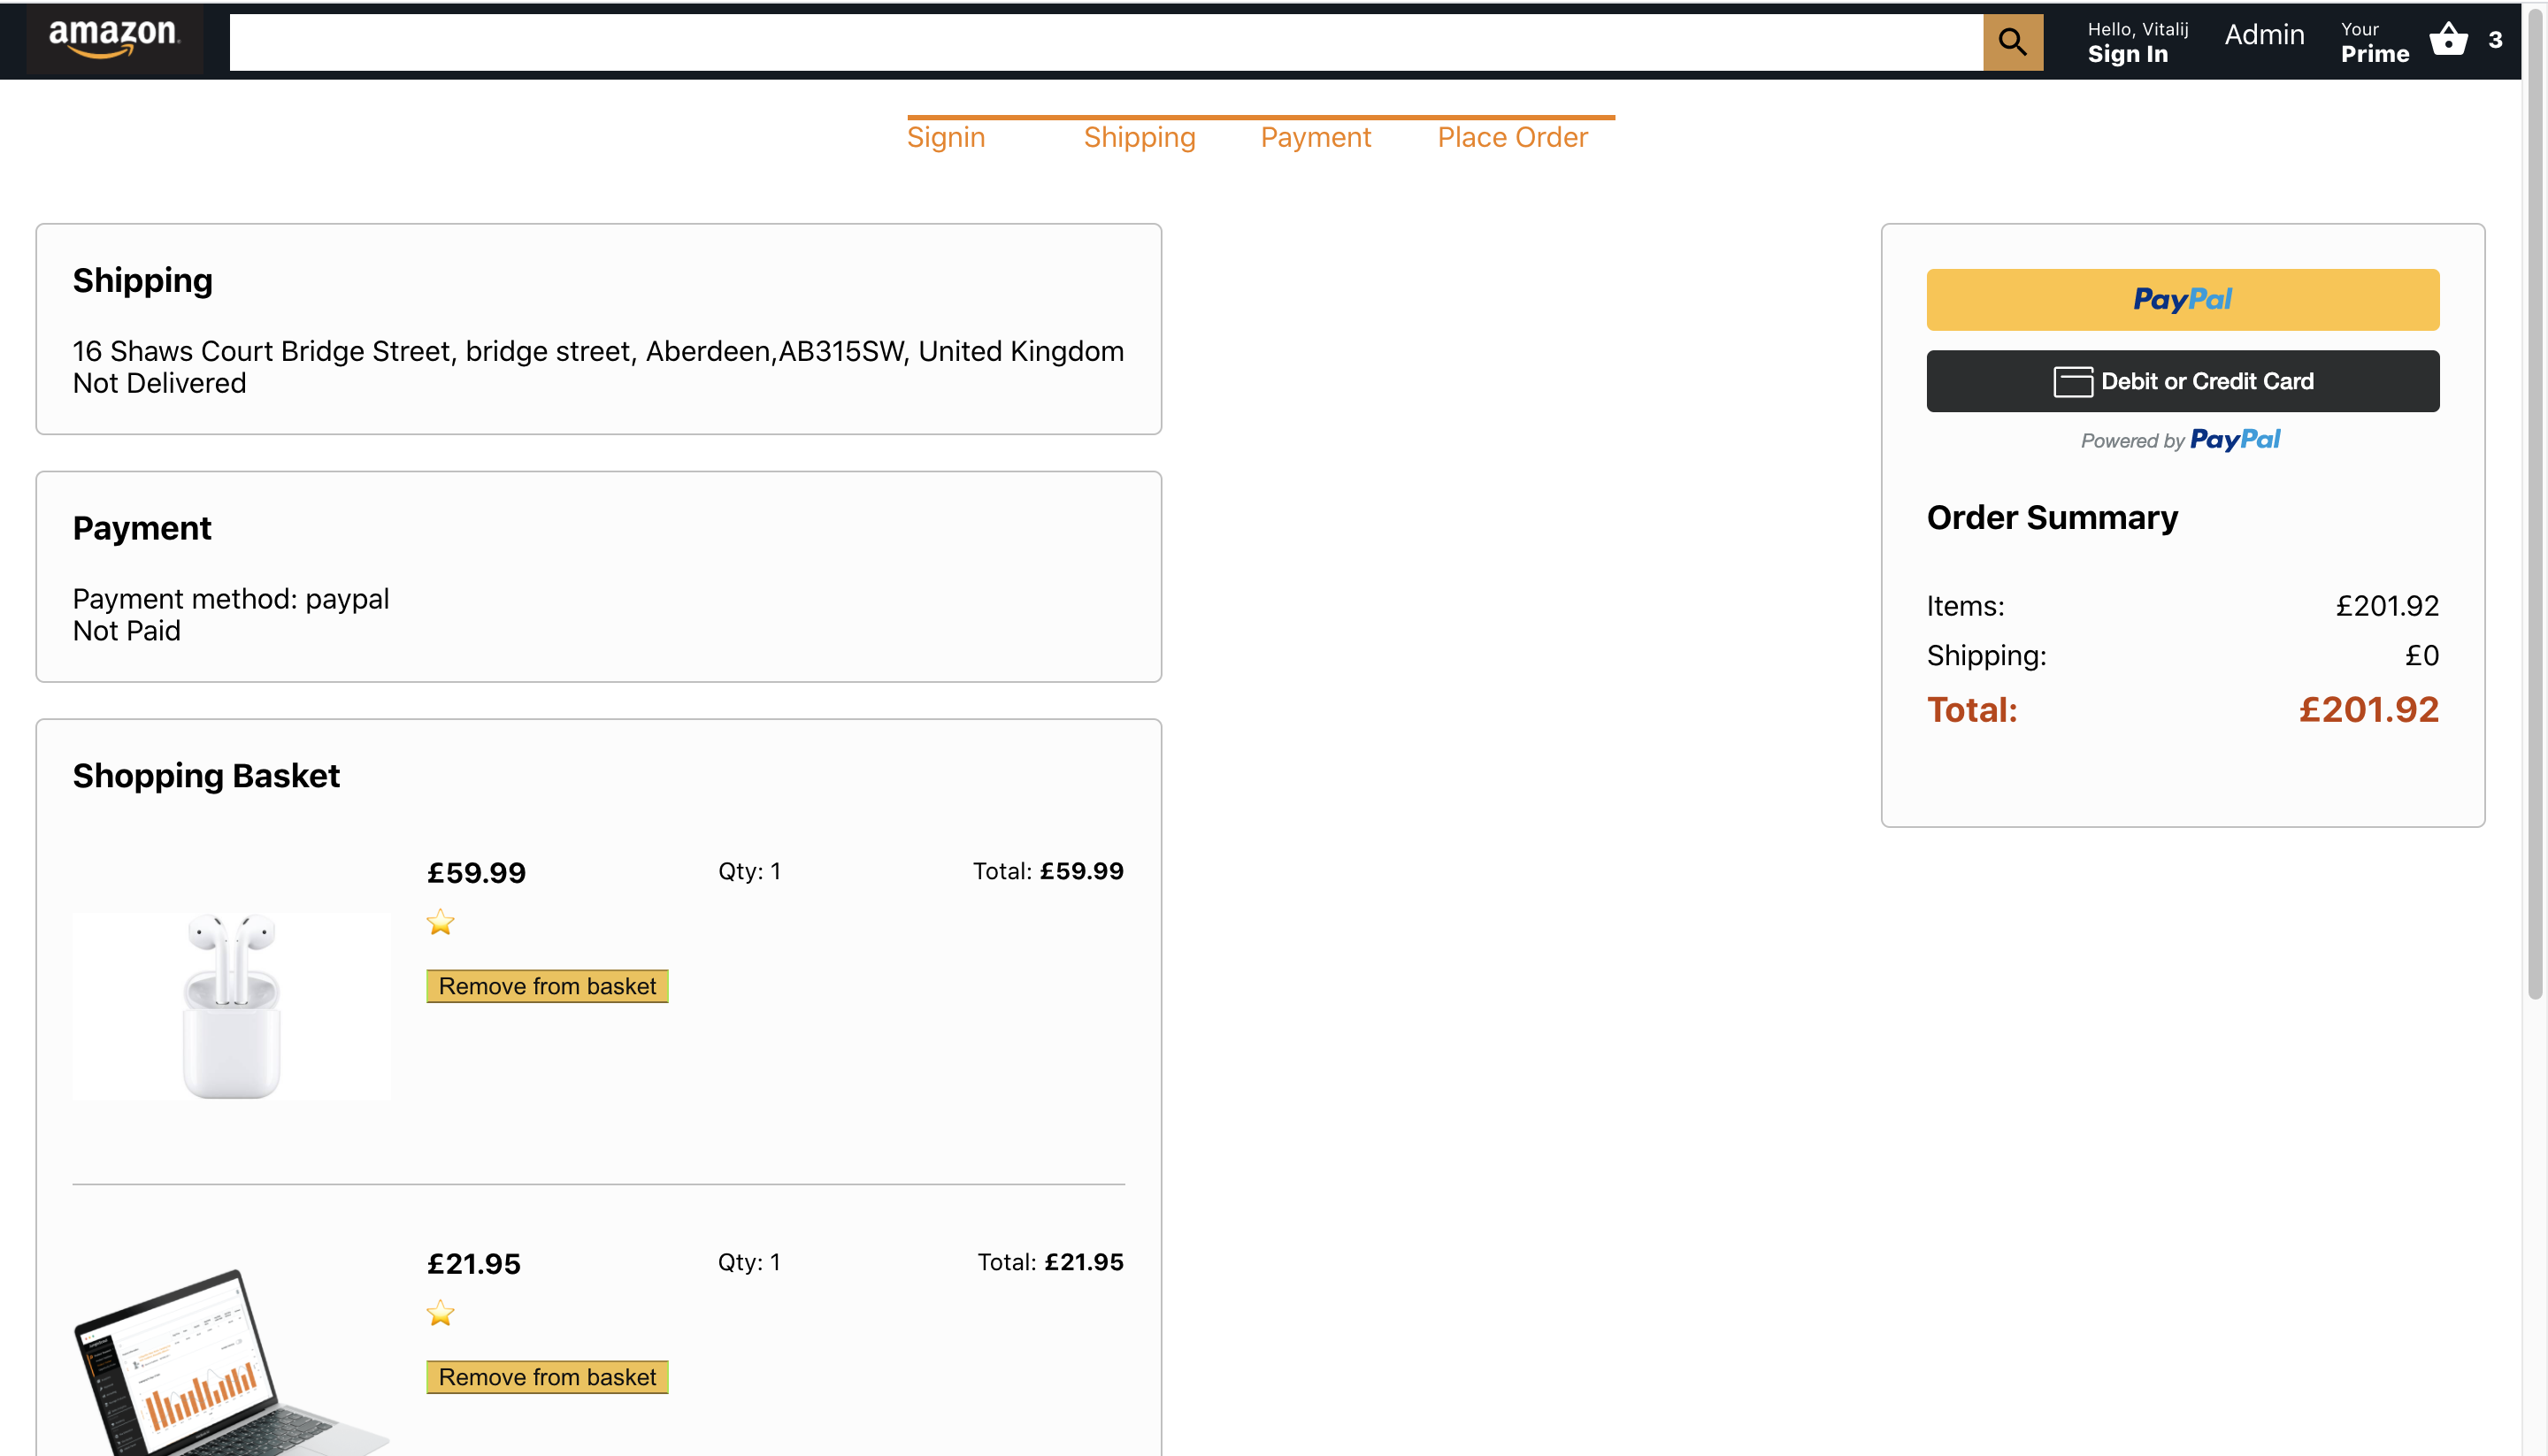 amazon
Hello, Vitalij
Sign In
Admin
Your
Prime
3
Signin Shipping Payment Place Order
Shipping
16 Shaws Court Bridge Street, bridge street, Aberdeen,AB315SW, United Kingdom
Not Delivered
Payment
Payment method: paypal
Not Paid
Shopping Basket
£59.99 Qty: 1 Total: £59.99
Remove from basket
£21.95 Qty: 1 Total: £21.95
Remove from basket
PayPal
Debit or Credit Card
Powered by PayPal
Order Summary
Items: £201.92
Shipping: £0
Total: £201.92